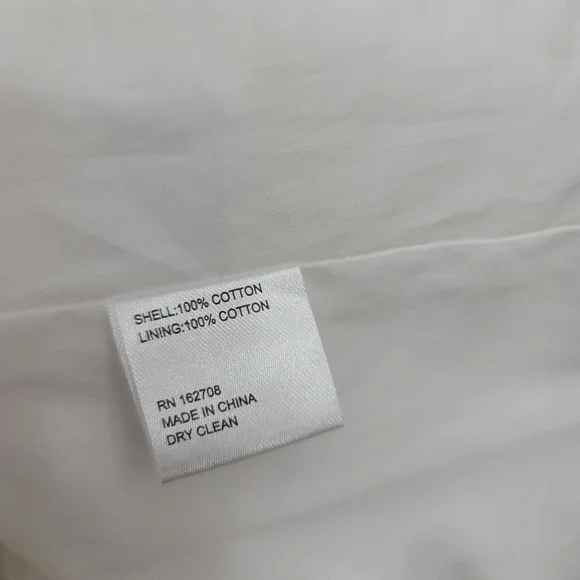 SHELL:100% COTTON
LINING:100% COTTON
RN 162708
MADE IN CHINA
DRY CLEAN